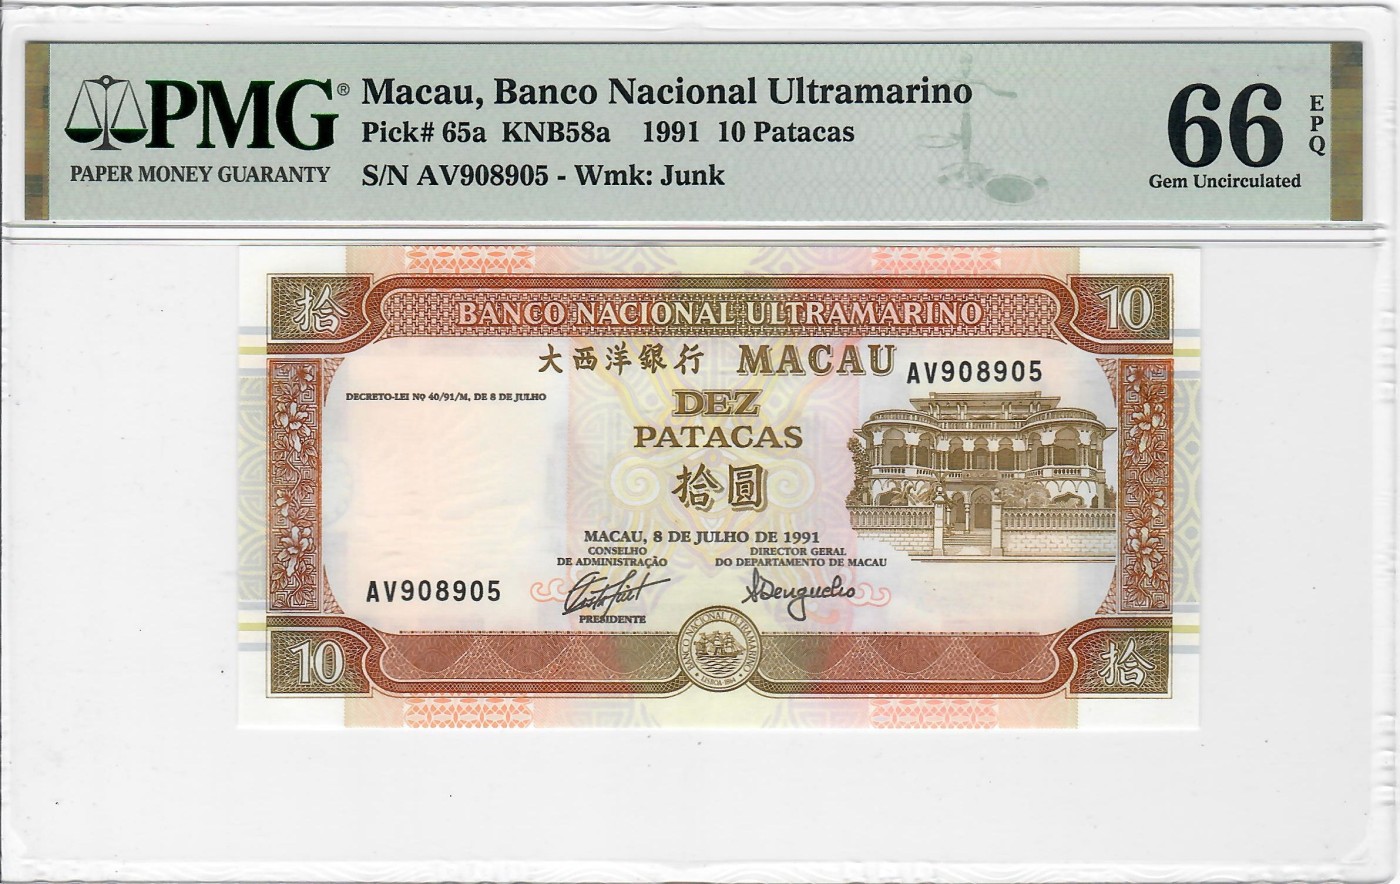 PMG®
PAPER MONEY GUARANTY
Macau, Banco Nacional Ultramarino
Pick# 65a KNB58a 1991 10 Patacas
S/N AV908905 - Wmk: Junk
66
EPQ
Gem Uncirculated
拾
BANCO NACIONAL ULTRAMARINO
10
大西洋銀行 MACAU
AV908905
DECRETO-LEI Nº 40/91/M, DE 8 DE JULHO
DEZ
PATACAS
拾圓
MACAU, 8 DE JULHO DE 1991
CONSELHO
DE ADMINISTRAÇÃO
DIRECTOR GERAL
DO DEPARTAMENTO DE MACAU
AV908905
PRESIDENTE
10
BANCO NACIONAL ULTRAMARINO
LISBOA 1864
拾